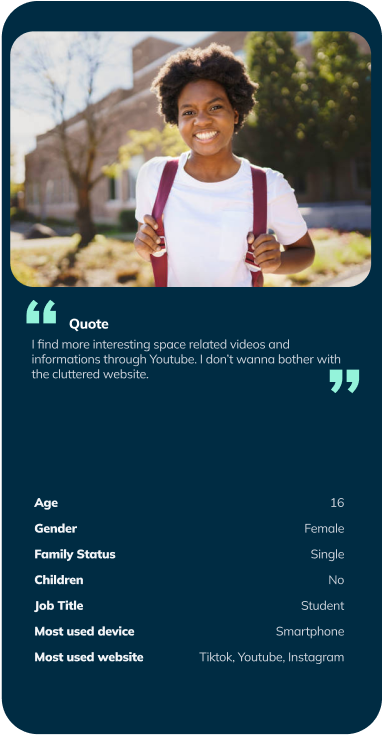 “
Quote
I find more interesting space related videos and
informations through Youtube. I don't wanna bother with
the cluttered website.
”
Age 16
Gender Female
Family Status Single
Children No
Job Title Student
Most used device Smartphone
Most used website Tiktok, Youtube, Instagram